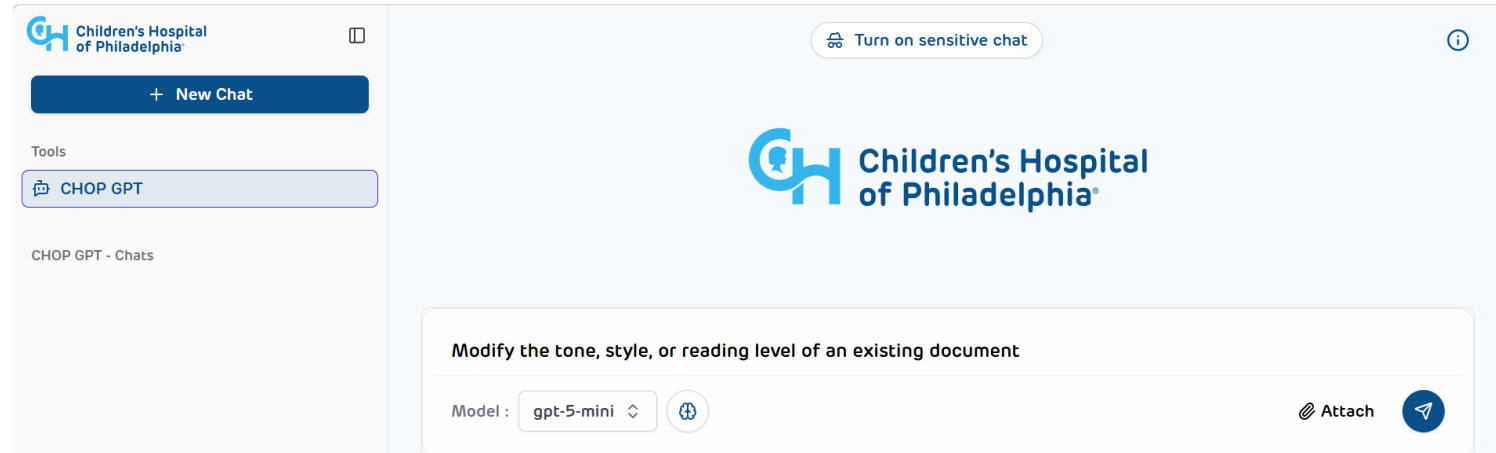 Children's Hospital
of Philadelphia
Turn on sensitive chat
+ New Chat
Tools
CHOP GPT
CHOP GPT - Chats
Children's Hospital
of Philadelphia®
Modify the tone, style, or reading level of an existing document
Model :
gpt-5-mini
Attach